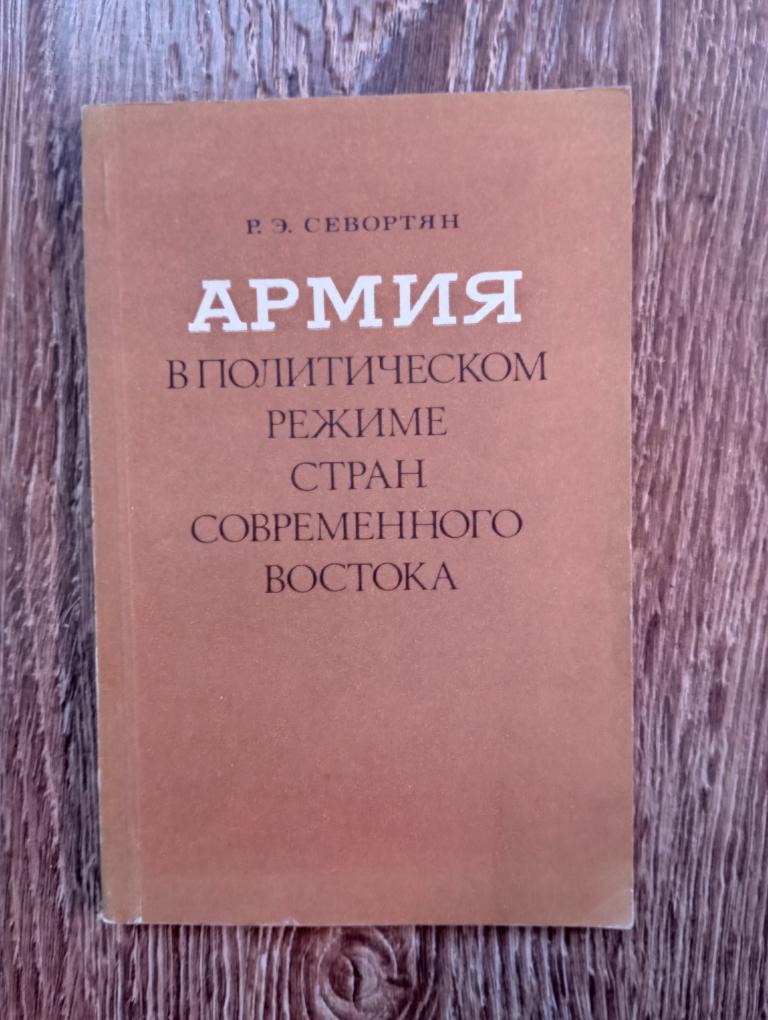 Р. Э. СЕВОРТЯН
АРМИЯ
В ПОЛИТИЧЕСКОМ
РЕЖИМЕ
СТРАН
СОВРЕМЕННОГО
ВОСТОКА